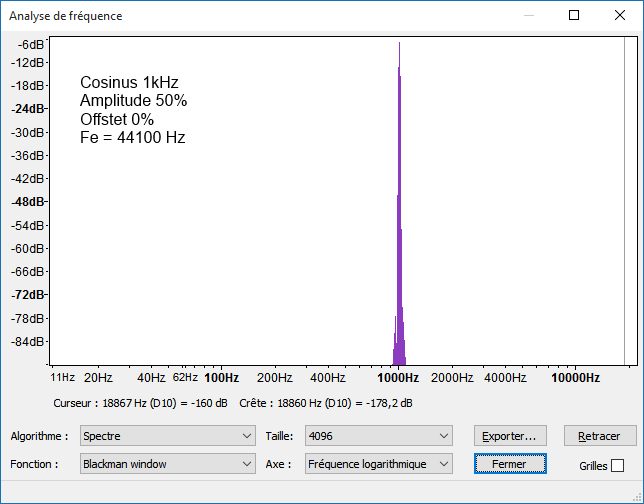 Analyse de fréquence
-6dB
-12dB
-18dB
-24dB
-30dB
-36dB
-42dB
-48dB
-54dB
-60dB
-66dB
-72dB
-78dB
-84dB
Cosinus 1kHz
Amplitude 50%
Offstet 0%
Fe = 44100 Hz
11Hz 20Hz 40Hz 62Hz 100Hz 200Hz 400Hz 1000Hz 2000Hz 4000Hz 10000Hz
Curseur : 18867 Hz (D10) = -160 dB Crête : 18860 Hz (D10) = -178,2 dB
Algorithme : Spectre Taille: 4096 Exporter... Retracer
Fonction : Blackman window Axe : Fréquence logarithmique Fermer Grilles